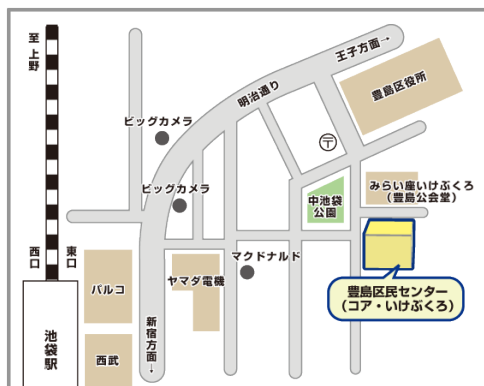 至上野
王子方面→
明治通り
豊島区役所
ビッグカメラ
〒
ビッグカメラ
みらい座いけぶくろ
(豊島公会堂)
中池袋
公園
西口
東口
マクドナルド
パルコ
ヤマダ電機
豊島区民センター
(コア・いけぶくろ)
新宿方面→
池袋駅
西武